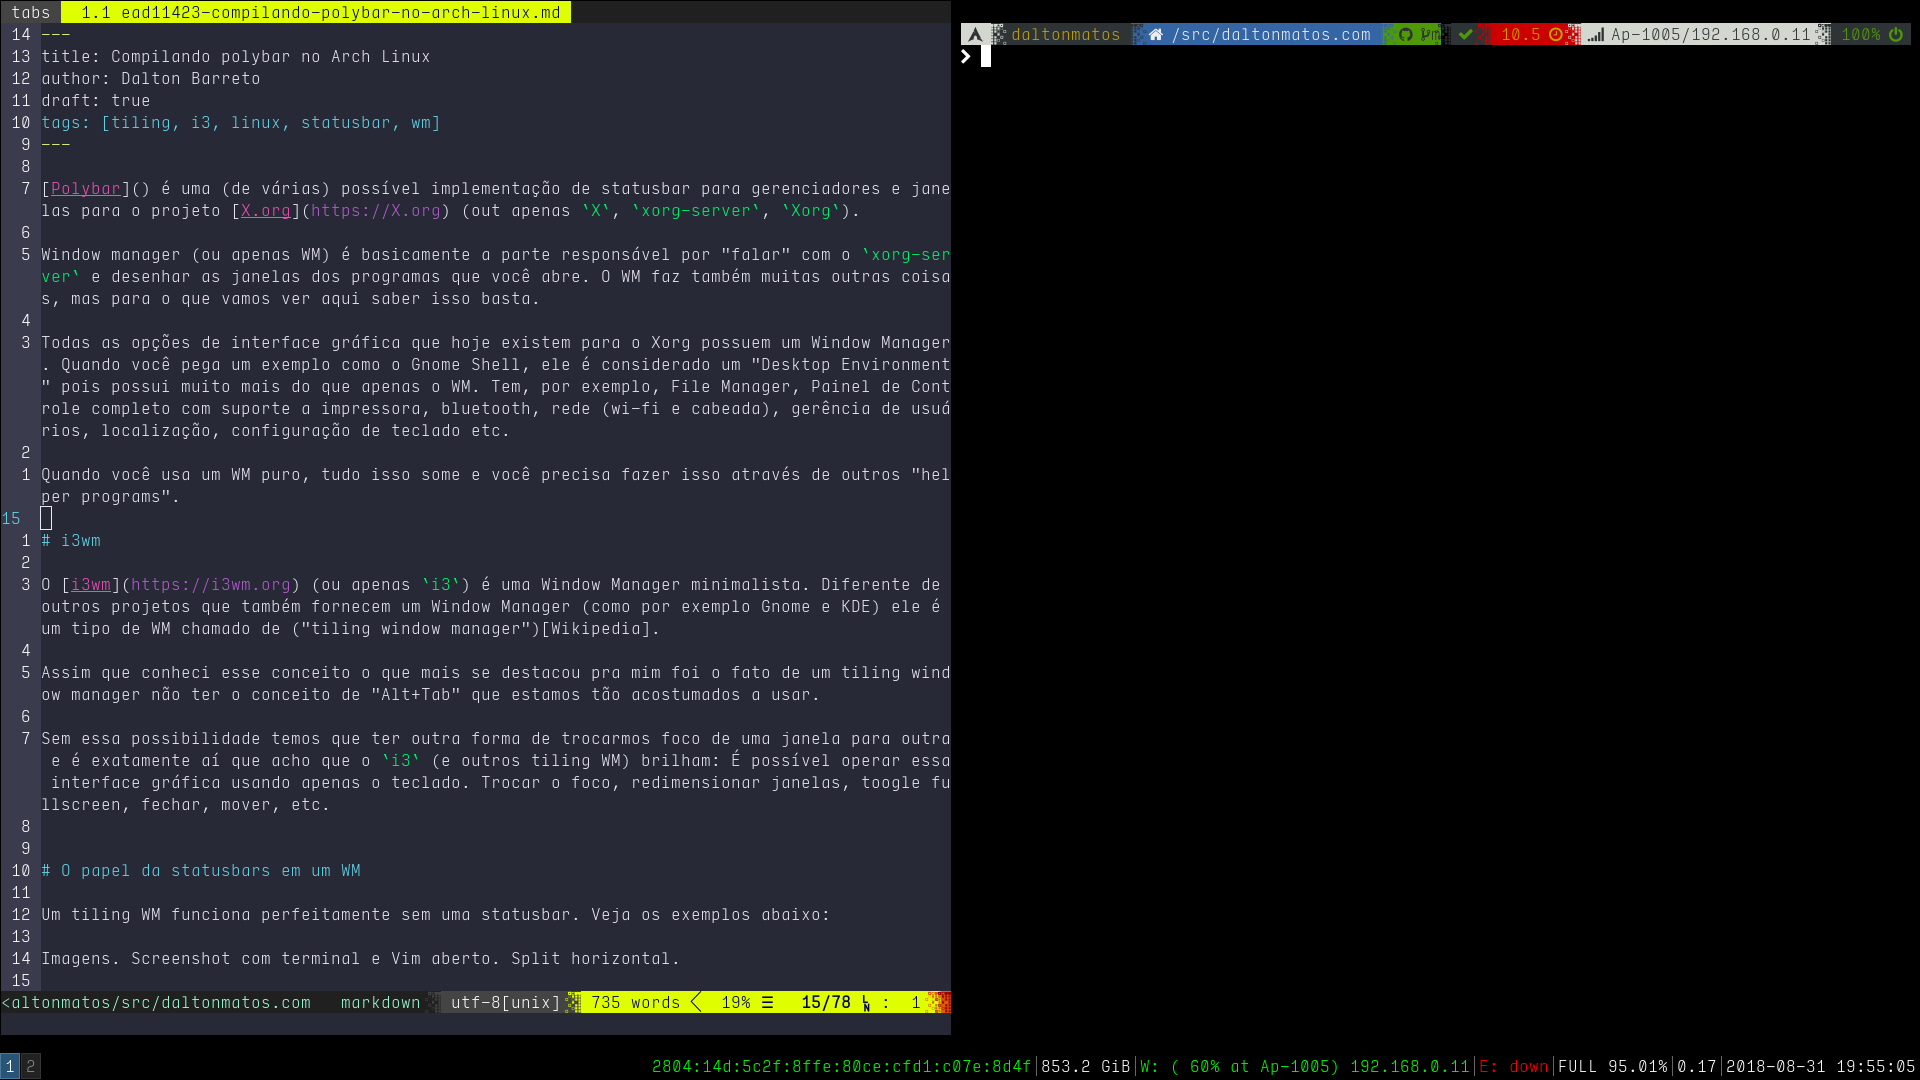 tabs 1.1 ead11423-compilando-polybar-no-arch-linux.md
14 ---
13 title: Compilando polybar no Arch Linux
12 author: Dalton Barreto
11 draft: true
10 tags: [tiling, i3, linux, statusbar, wm]
9 ---
8
7 [Polybar]() é uma (de várias) possível implementação de statusbar para gerenciadores e jane
las para o projeto [X.org](https://X.org) (out apenas `X`, `xorg-server`, `Xorg`).
6
5 Window manager (ou apenas WM) é basicamente a parte responsável por "falar" com o `xorg-ser
ver` e desenhar as janelas dos programas que você abre. O WM faz também muitas outras coisa
s, mas para o que vamos ver aqui saber isso basta.
4
3 Todas as opções de interface gráfica que hoje existem para o Xorg possuem um Window Manager
. Quando você pega um exemplo como o Gnome Shell, ele é considerado um "Desktop Environment
" pois possui muito mais do que apenas o WM. Tem, por exemplo, File Manager, Painel de Cont
role completo com suporte a impressora, bluetooth, rede (wi-fi e cabeada), gerência de usuá
rios, localização, configuração de teclado etc.
2
1 Quando você usa um WM puro, tudo isso some e você precisa fazer isso através de outros "hel
per programs".
15
1 # i3wm
2
3 O [i3wm](https://i3wm.org) (ou apenas `i3`) é uma Window Manager minimalista. Diferente de
outros projetos que também fornecem um Window Manager (como por exemplo Gnome e KDE) ele é
um tipo de WM chamado de ("tiling window manager")[Wikipedia].
4
5 Assim que conheci esse conceito o que mais se destacou pra mim foi o fato de um tiling wind
ow manager não ter o conceito de "Alt+Tab" que estamos tão acostumados a usar.
6
7 Sem essa possibilidade temos que ter outra forma de trocarmos foco de uma janela para outra
e é exatamente aí que acho que o `i3` (e outros tiling WM) brilham: É possível operar essa
interface gráfica usando apenas o teclado. Trocar o foco, redimensionar janelas, toogle fu
llscreen, fechar, mover, etc.
8
9
10 # O papel da statusbars em um WM
11
12 Um tiling WM funciona perfeitamente sem uma statusbar. Veja os exemplos abaixo:
13
14 Imagens. Screenshot com terminal e Vim aberto. Split horizontal.
15
<altonmatos/src/daltonmatos.com markdown utf-8[unix] 735 words 19% ☰ 15/78 : 1
daltonmatos /src/daltonmatos.com ✔ 10.5 Ap-1005/192.168.0.11 100%
❯
1 2 2804:14d:5c2f:8ffe:80ce:cfd1:c07e:8d4f|853.2 GiB|W: ( 60% at Ap-1005) 192.168.0.11|E: down|FULL 95.01%|0.17|2018-08-31 19:55:05